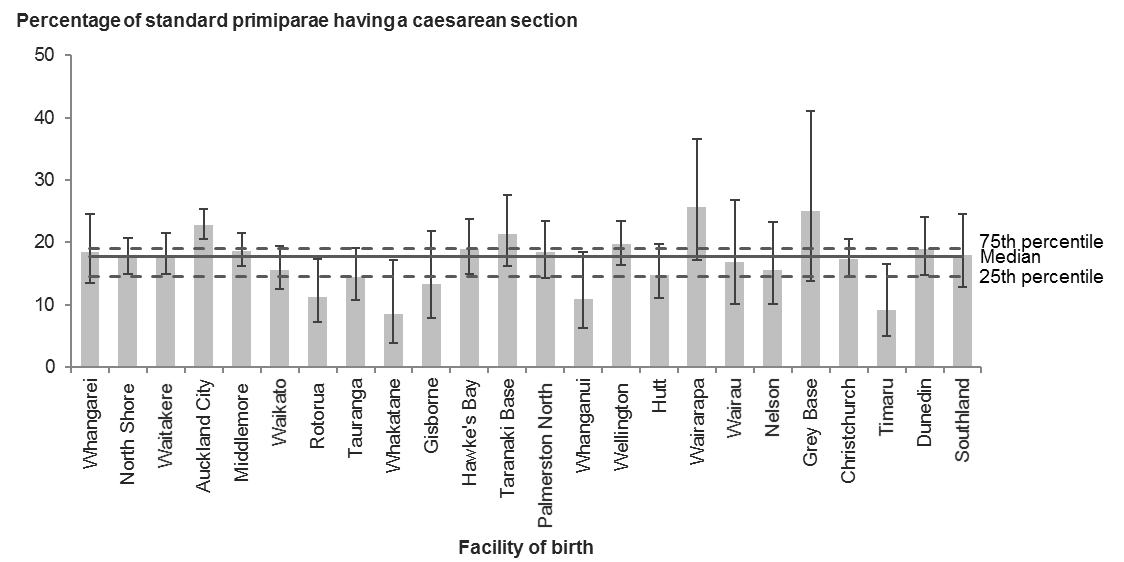 Percentage of standard primiparae having a caesarean section
50
40
30
20
10
0
75th percentile
Median
25th percentile
Whangarei
North Shore
Waitakere
Auckland City
Middlemore
Waikato
Rotorua
Tauranga
Whakatane
Gisborne
Hawke's Bay
Taranaki Base
Palmerston North
Whanganui
Wellington
Hutt
Wairarapa
Wairau
Nelson
Grey Base
Christchurch
Timaru
Dunedin
Southland
Facility of birth